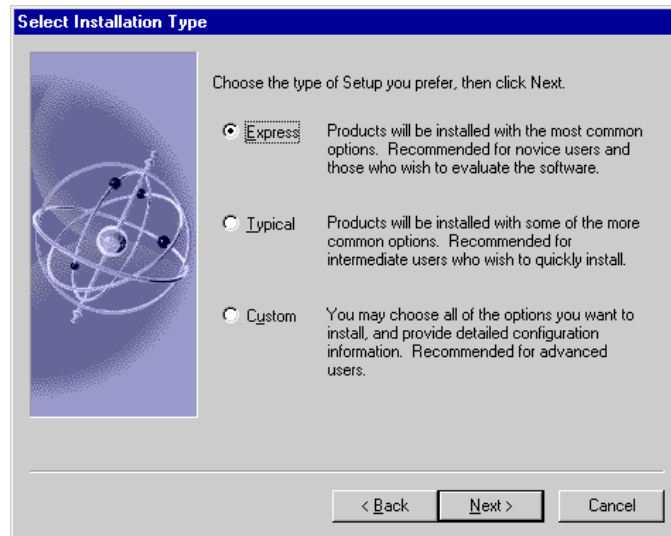 Select Installation Type
Choose the type of Setup you prefer, then click Next.
Express
Products will be installed with the most common
options. Recommended for novice users and
those who wish to evaluate the software.
Typical
Products will be installed with some of the more
common options. Recommended for
intermediate users who wish to quickly install.
Custom
You may choose all of the options you want to
install, and provide detailed configuration
information. Recommended for advanced
users.
< Back
Next >
Cancel